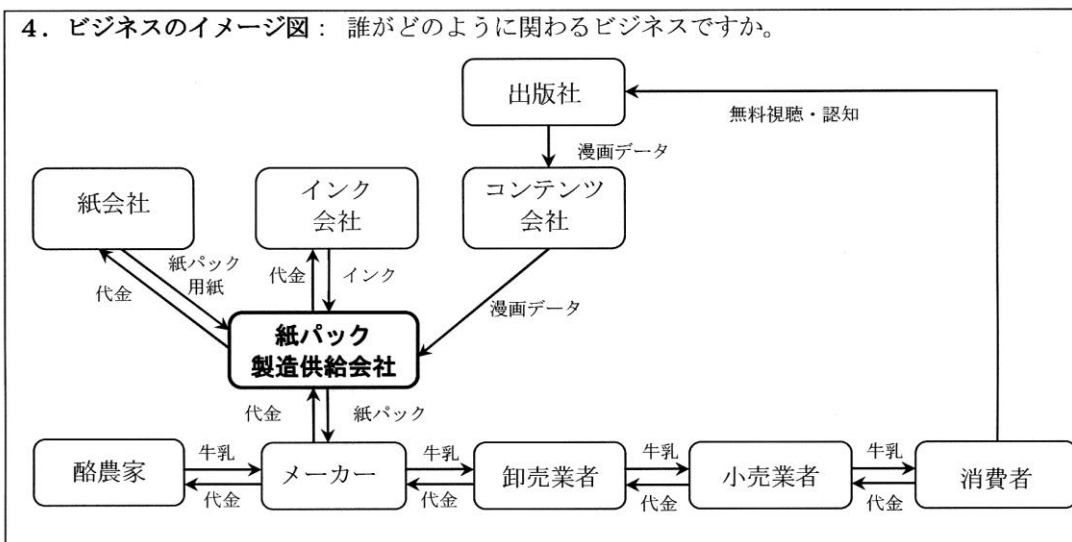 4．ビジネスのイメージ図： 誰がどのように関わるビジネスですか。
出版社
無料視聴・認知
漫画データ
紙会社
インク
会社
コンテンツ
会社
紙パック
用紙
代金
代金
インク
漫画データ
紙パック
製造供給会社
代金
紙パック
酪農家
牛乳
代金
メーカー
牛乳
代金
卸売業者
牛乳
代金
小売業者
牛乳
代金
消費者